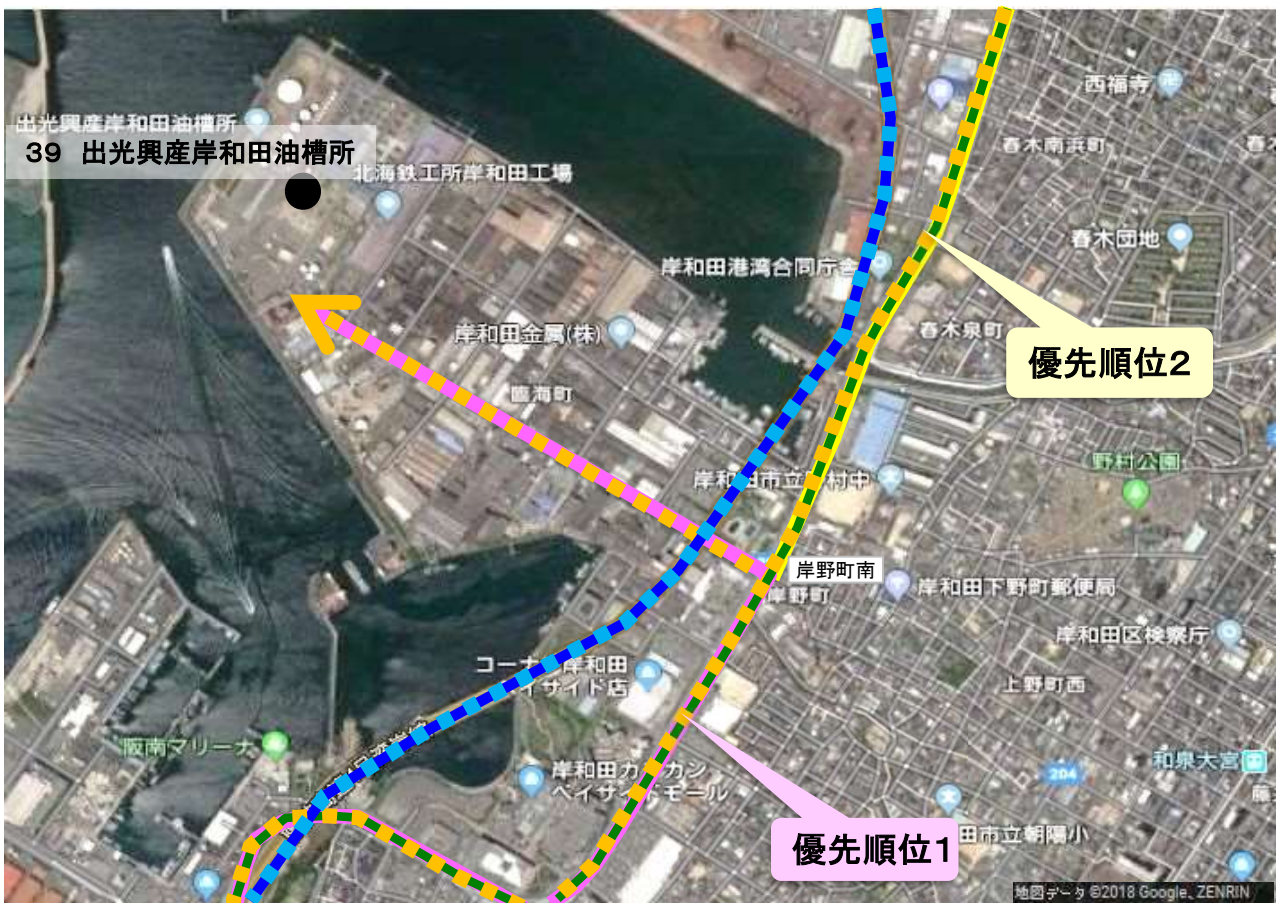 西福寺
出光興産岸和田油槽所
39 出光興産岸和田油槽所
春木南浜町
北海鉄工所岸和田工場
春木団地
岸和田港湾合同庁舎
春木泉町
岸和田金属(株)
優先順位2
臨海町
野村公園
岸野町南
岸野町
岸和田下野町郵便局
岸和田区検察庁
上野町西
阪南マリーナ
和泉大宮
204
優先順位1
地図データ ©2018 Google、ZENRIN